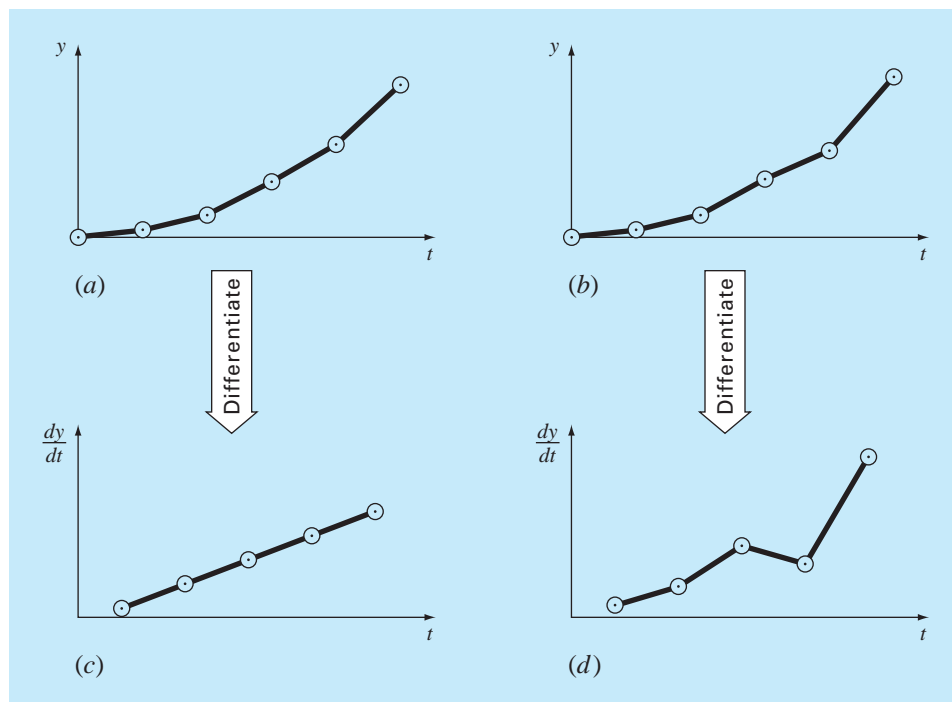 y
t
(a)
y
t
(b)
Differentiate
Differentiate
dy
dt
t
(c)
dy
dt
t
(d)